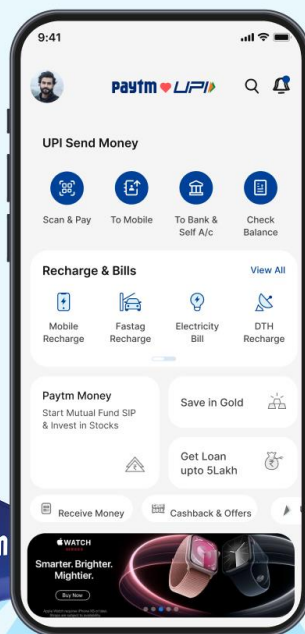 9:41
Paytm UPI
UPI Send Money
Scan & Pay
To Mobile
To Bank &
Self A/c
Check
Balance
Recharge & Bills
View All
Mobile
Recharge
Fastag
Recharge
Electricity
Bill
DTH
Recharge
Paytm Money
Start Mutual Fund SIP
& Invest in Stocks
Save in Gold
Get Loan
upto 5Lakh
Receive Money
Cashback & Offers
WATCH
Smarter. Brighter.
Mightier.
Buy Now